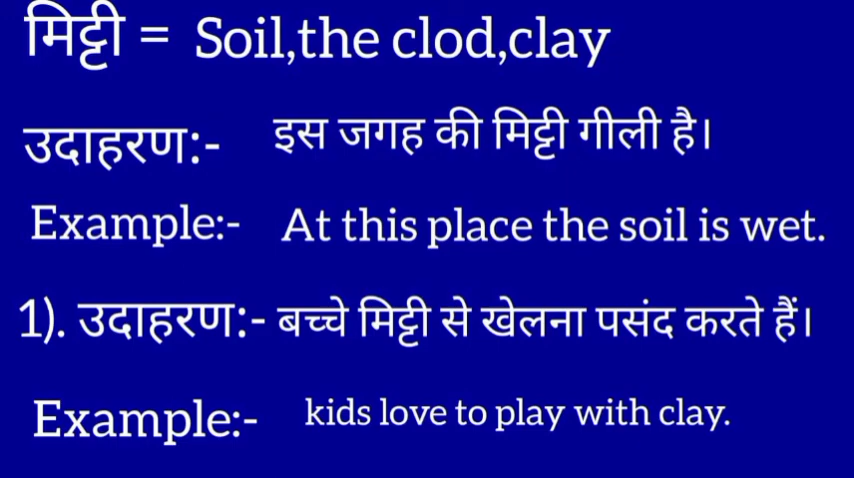 मिट्टी = Soil,the clod,clay
उदाहरण:- इस जगह की मिट्टी गीली है।
Example:- At this place the soil is wet.
1). उदाहरण:- बच्चे मिट्टी से खेलना पसंद करते हैं।
Example:- kids love to play with clay.